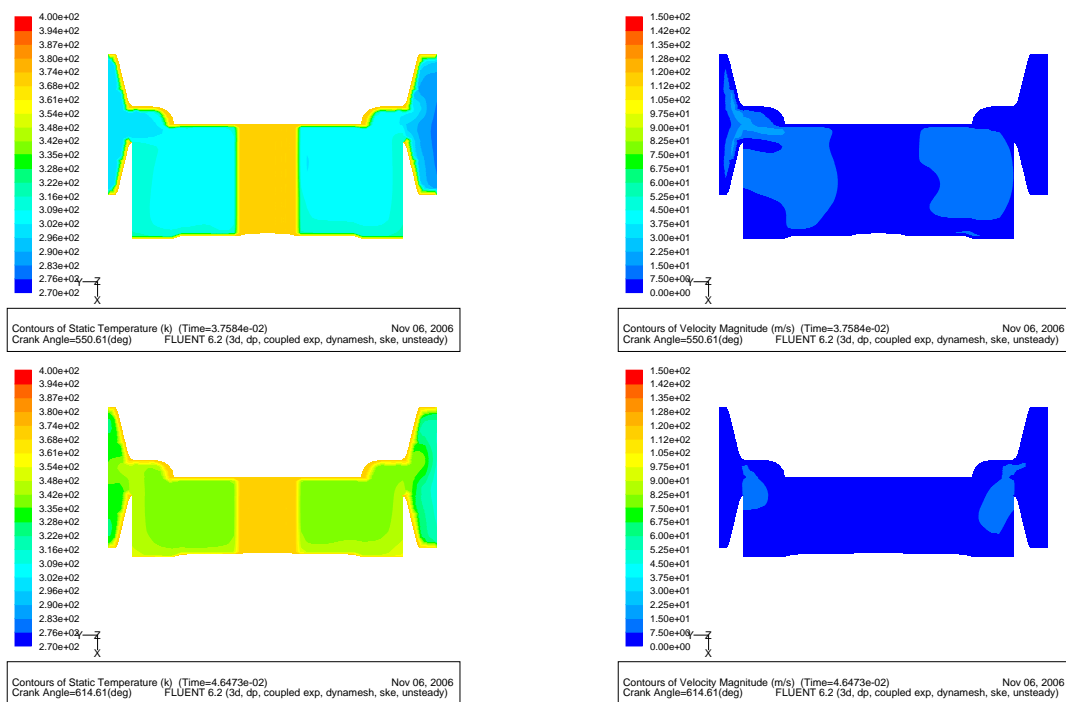 4.00e+02
3.94e+02
3.87e+02
3.80e+02
3.74e+02
3.68e+02
3.61e+02
3.54e+02
3.48e+02
3.42e+02
3.35e+02
3.28e+02
3.22e+02
3.16e+02
3.09e+02
3.02e+02
2.96e+02
2.90e+02
2.83e+02
2.76e+02
2.70e+02
Y Z
X
Contours of Static Temperature (k) (Time=3.7584e-02) Nov 06, 2006
Crank Angle=550.61(deg) FLUENT 6.2 (3d, dp, coupled exp, dynamesh, ske, unsteady)
1.50e+02
1.42e+02
1.35e+02
1.28e+02
1.20e+02
1.12e+02
1.05e+02
9.75e+01
9.00e+01
8.25e+01
7.50e+01
6.75e+01
6.00e+01
5.25e+01
4.50e+01
3.75e+01
3.00e+01
2.25e+01
1.50e+01
7.50e+00
0.00e+00
Y Z
X
Contours of Velocity Magnitude (m/s) (Time=3.7584e-02) Nov 06, 2006
Crank Angle=550.61(deg) FLUENT 6.2 (3d, dp, coupled exp, dynamesh, ske, unsteady)
4.00e+02
3.94e+02
3.87e+02
3.80e+02
3.74e+02
3.68e+02
3.61e+02
3.54e+02
3.48e+02
3.42e+02
3.35e+02
3.28e+02
3.22e+02
3.16e+02
3.09e+02
3.02e+02
2.96e+02
2.90e+02
2.83e+02
2.76e+02
2.70e+02
Y Z
X
Contours of Static Temperature (k) (Time=4.6473e-02) Nov 06, 2006
Crank Angle=614.61(deg) FLUENT 6.2 (3d, dp, coupled exp, dynamesh, ske, unsteady)
1.50e+02
1.42e+02
1.35e+02
1.28e+02
1.20e+02
1.12e+02
1.05e+02
9.75e+01
9.00e+01
8.25e+01
7.50e+01
6.75e+01
6.00e+01
5.25e+01
4.50e+01
3.75e+01
3.00e+01
2.25e+01
1.50e+01
7.50e+00
0.00e+00
Y Z
X
Contours of Velocity Magnitude (m/s) (Time=4.6473e-02) Nov 06, 2006
Crank Angle=614.61(deg) FLUENT 6.2 (3d, dp, coupled exp, dynamesh, ske, unsteady)